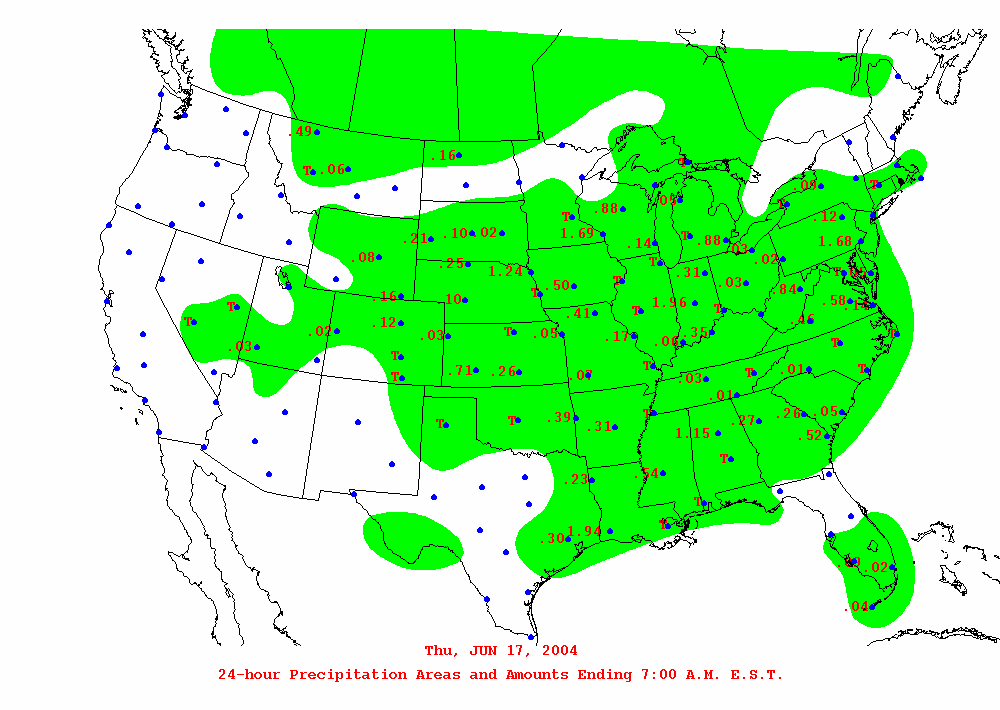 .49
.16
T
T .06
.09
T
.09
.88
T
.12
T
1.69
T
.88
1.68
.21
.10
.02
.14
.03
.08
.25
T
.02
1.24
.31
T
.50
T
.03
.84
.16
T
.10
1.96
.58
T
.41
T
T
T
.12
.46
.02
T
.05
.35
T
.03
.17
.06
T
.03
T
.71
.26
T
.01
T
T
.07
.03
T
.01
T
T
.39
T
.26
.05
.31
.27
1.15
.52
T
.23
.54
T
T
1.94
.30
.02
.04
Thu, JUN 17, 2004
24-hour Precipitation Areas and Amounts Ending 7:00 A.M. E.S.T.